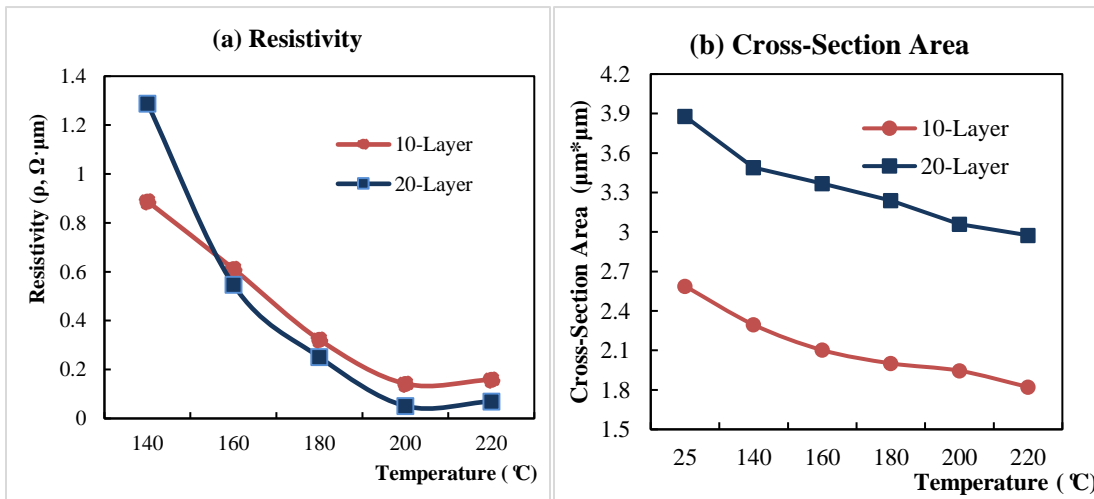 (a) Resistivity
Resistivity (ρ, Ω·μm)
1.4
1.2
1
0.8
0.6
0.4
0.2
0
10-Layer
20-Layer
140 160 180 200 220
Temperature ( ℃)
(b) Cross-Section Area
Cross-Section Area (μm*μm)
4.2
3.9
3.6
3.3
3
2.7
2.4
2.1
1.8
1.5
10-Layer
20-Layer
25 140 160 180 200 220
Temperature ( ℃)